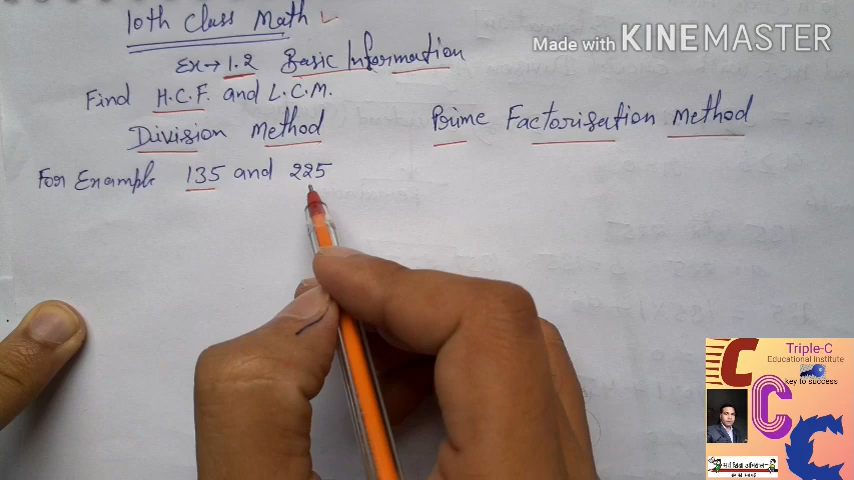 10th Class Math
Made with KINEMASTER
Ex→ 1.2 Basic Information
Find H.C.F. and L.C.M.
Division Method
Prime Factorisation Method
For Example 135 and 225
Triple-C
Educational Institute
key to success
C
C
C